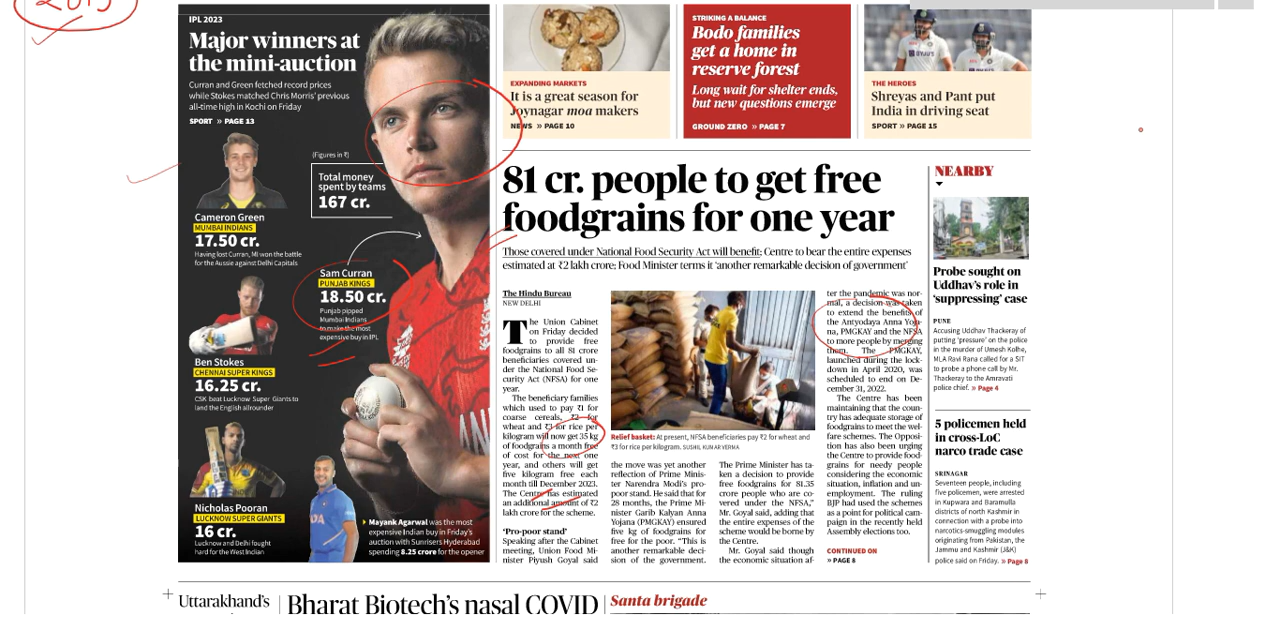 2013
IPL 2023
Major winners at
the mini-auction
Curran and Green fetched record prices
while Stokes matched Chris Morris' previous
all-time high in Kochi on Friday
SPORT » PAGE 13
(Figures in ₹)
Total money
spent by teams
167 cr.
Cameron Green
MUMBAI INDIANS
17.50 cr.
Having lost Curran, MI won the battle
for the Aussie against Delhi Capitals
Sam Curran
PUNJAB KINGS
18.50 cr.
Punjab pipped
Mumbai Indians
to make the most
expensive buy in IPL
Ben Stokes
CHENNAI SUPER KINGS
16.25 cr.
CSK beat Lucknow Super Giants to
land the English allrounder
Nicholas Pooran
LUCKNOW SUPER GIANTS
16 cr.
Lucknow and Delhi fought
hard for the West Indian
Mayank Agarwal was the most
expensive Indian buy in Friday's
auction with Sunrisers Hyderabad
spending 8.25 crore for the opener
EXPANDING MARKETS
It is a great season for
Joynagar moa makers
NEWS » PAGE 10
STRIKING A BALANCE
Bodo families
get a home in
reserve forest
Long wait for shelter ends,
but new questions emerge
GROUND ZERO » PAGE 7
THE HEROES
Shreyas and Pant put
India in driving seat
SPORT » PAGE 15
81 cr. people to get free
foodgrains for one year
Those covered under National Food Security Act will benefit; Centre to bear the entire expenses
estimated at ₹2 lakh crore; Food Minister terms it 'another remarkable decision of government'
The Hindu Bureau
NEW DELHI
The Union Cabinet
on Friday decided
to provide free
foodgrains to all 81 crore
beneficiaries covered un-
der the National Food Se-
curity Act (NFSA) for one
year.
The beneficiary families
which used to pay ₹1 for
coarse cereals, ₹2 for
wheat and ₹3 for rice per
kilogram will now get 35 kg
of foodgrains a month free
of cost for the next one
year, and others will get
five kilogram free each
month till December 2023.
The Centre has estimated
an additional amount of ₹2
lakh crore for the scheme.
'Pro-poor stand'
Speaking after the Cabinet
meeting, Union Food Mi-
nister Piyush Goyal said
Relief basket: At present, NFSA beneficiaries pay ₹2 for wheat and
₹3 for rice per kilogram. SUSHIL KUMAR VERMA
the move was yet another
reflection of Prime Minis-
ter Narendra Modi's pro-
poor stand. He said that for
28 months, the Prime Mi-
nister Garib Kalyan Anna
Yojana (PMGKAY) ensured
five kg of foodgrains for
free for the poor. "This is
another remarkable deci-
sion of the government.
The Prime Minister has ta-
ken a decision to provide
free foodgrains for 81.35
crore people who are co-
vered under the NFSA,"
Mr. Goyal said, adding that
the entire expenses of the
scheme would be borne by
the Centre.
Mr. Goyal said though
the economic situation af-
ter the pandemic was nor-
mal, a decision was taken
to extend the benefits of
the Antyodaya Anna Yoja-
na, PMGKAY and the NFSA
to more people by merging
them. The PMGKAY,
launched during the lock-
down in April 2020, was
scheduled to end on De-
cember 31, 2022.
The Centre has been
maintaining that the coun-
try has adequate storage of
foodgrains to meet the wel-
fare schemes. The Opposi-
tion has also been urging
the Centre to provide food-
grains for needy people
considering the economic
situation, inflation and un-
employment. The ruling
BJP had used the schemes
as a point for political cam-
paign in the recently held
Assembly elections too.
CONTINUED ON
» PAGE 8
NEARBY
Probe sought on
Uddhav's role in
'suppressing' case
PUNE
Accusing Uddhav Thackeray of
putting 'pressure' on the police
in the murder of Umesh Kolhe,
MLA Ravi Rana called for a SIT
to probe a phone call by Mr.
Thackeray to the Amravati
police chief. » Page 4
5 policemen held
in cross-LoC
narco trade case
SRINAGAR
Seventeen people, including
five policemen, were arrested
in Kupwara and Baramulla
districts of north Kashmir in
connection with a probe into
narcotics-smuggling modules
originating from Pakistan, the
Jammu and Kashmir (J&K)
police said on Friday. » Page 8
Uttarakhand's
Bharat Biotech's nasal COVID
Santa brigade